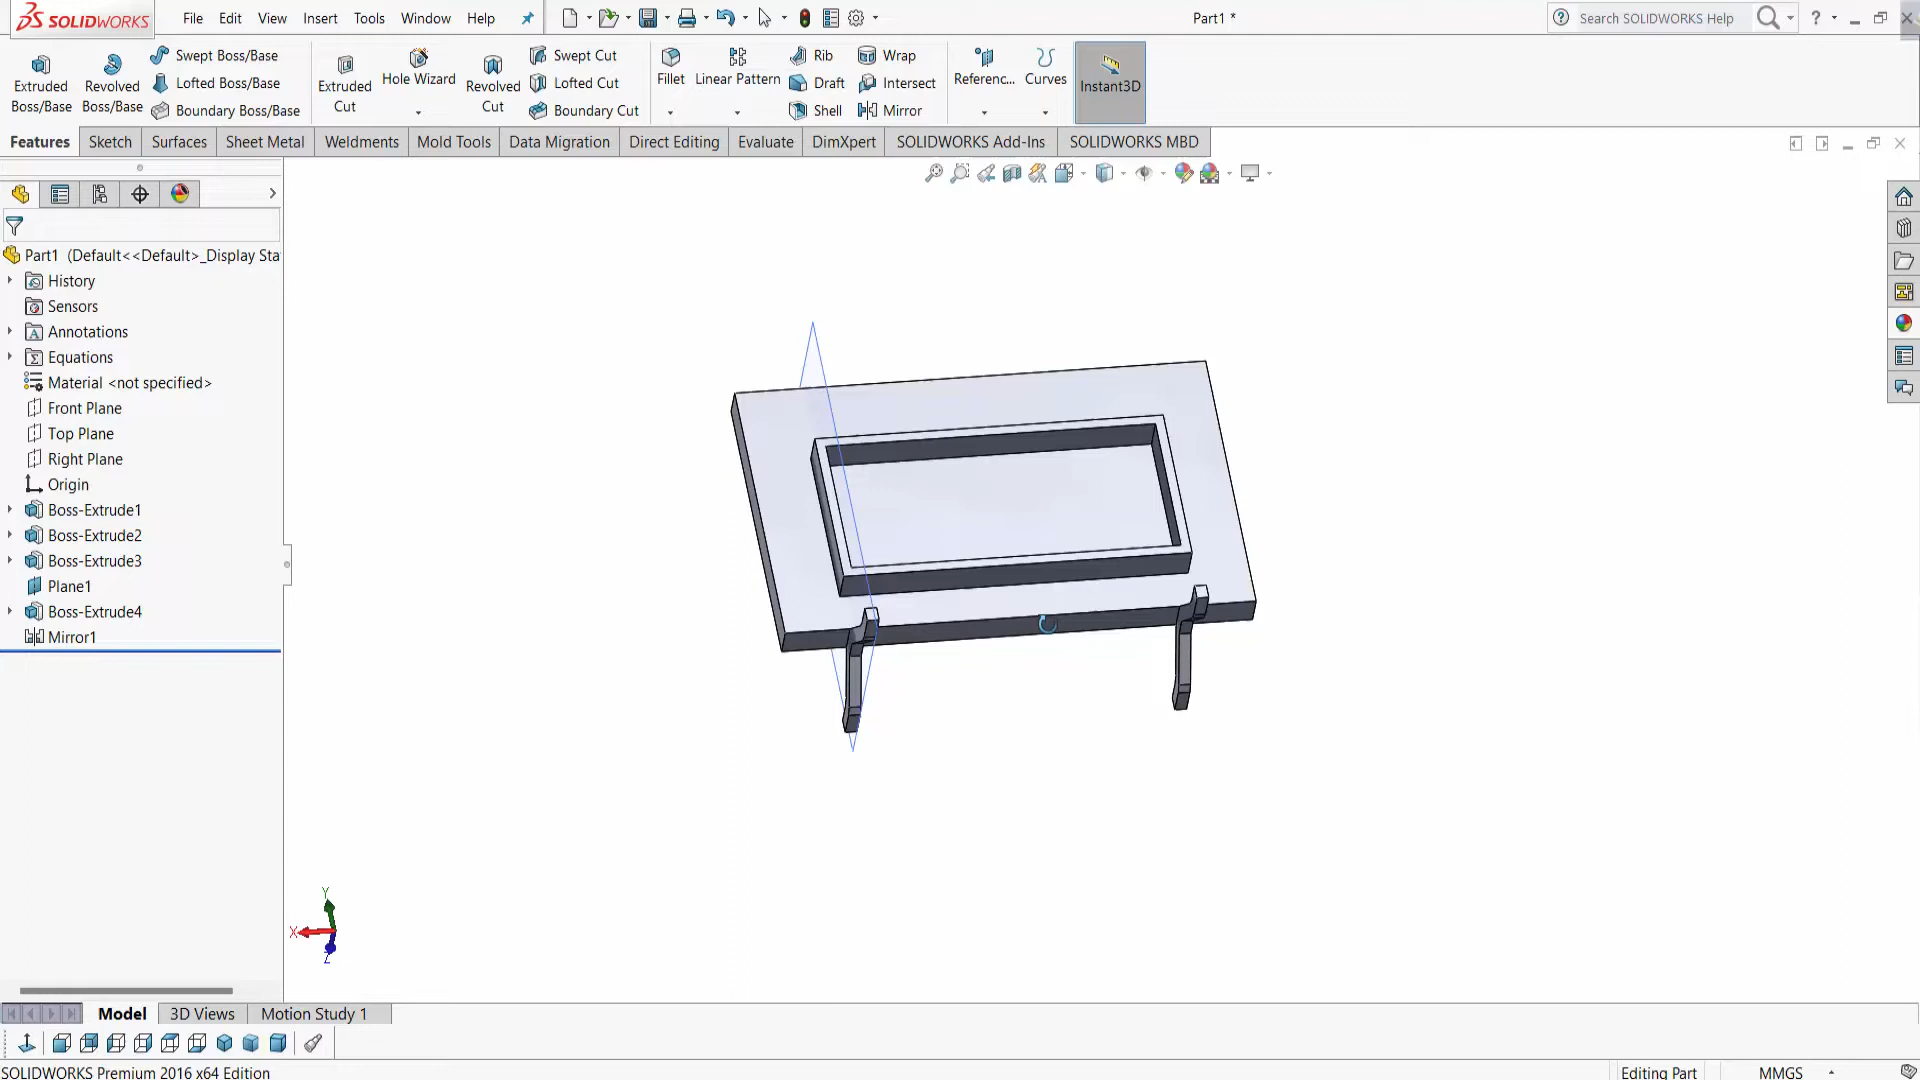 SOLIDWORKS File Edit View Insert Tools Window Help Part1 * Search SOLIDWORKS Help ?
Extruded Boss/Base
Revolved Boss/Base
Swept Boss/Base
Lofted Boss/Base
Boundary Boss/Base
Extruded Cut
Hole Wizard
Revolved Cut
Swept Cut
Lofted Cut
Boundary Cut
Fillet
Linear Pattern
Rib
Draft
Shell
Wrap
Intersect
Mirror
Referenc...
Curves
Instant3D
Features Sketch Surfaces Sheet Metal Weldments Mold Tools Data Migration Direct Editing Evaluate DimXpert SOLIDWORKS Add-Ins SOLIDWORKS MBD
Part1 (Default<<Default>_Display Sta
History
Sensors
Annotations
Equations
Material <not specified>
Front Plane
Top Plane
Right Plane
Origin
Boss-Extrude1
Boss-Extrude2
Boss-Extrude3
Plane1
Boss-Extrude4
Mirror1
Y
X
Z
Model 3D Views Motion Study 1
SOLIDWORKS Premium 2016 x64 Edition Editing Part MMGS